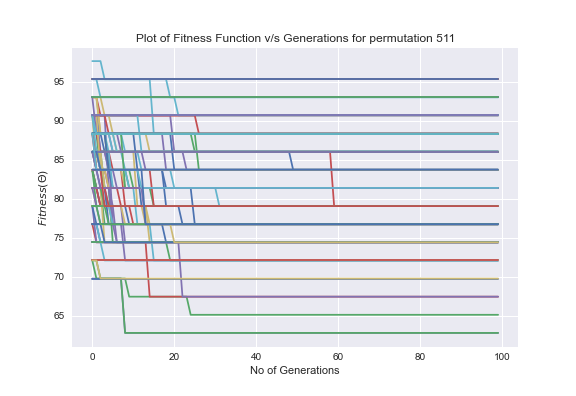 Plot of Fitness Function v/s Generations for permutation 511
Fitness(Θ)
95
90
85
80
75
70
65
0 20 40 60 80 100
No of Generations